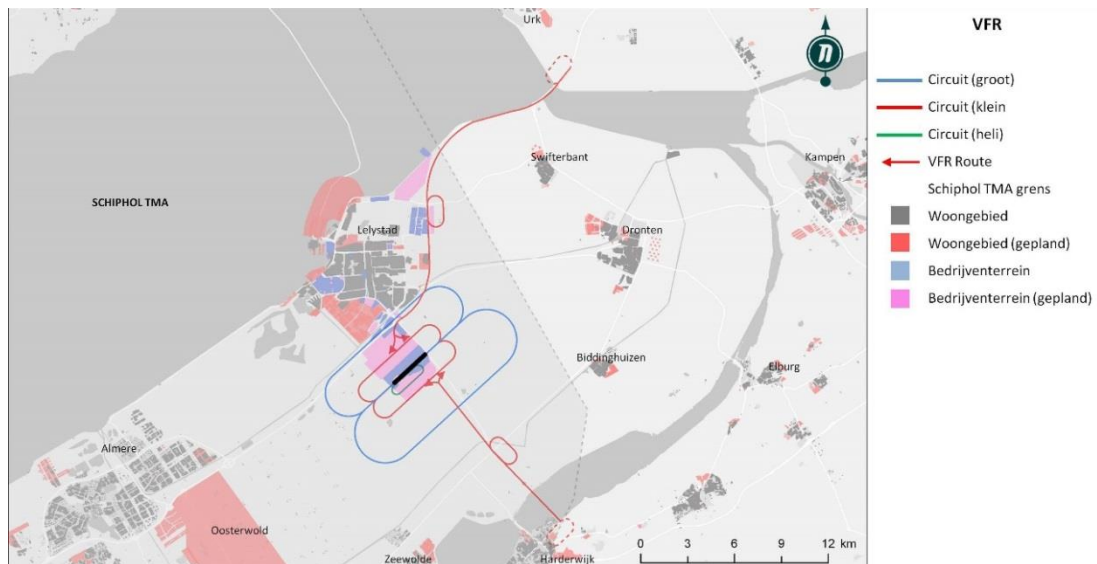 Urk
VFR
Circuit (groot)
Circuit (klein
Circuit (heli)
VFR Route
Schiphol TMA grens
Woongebied
Woongebied (gepland)
Bedrijventerrein
Bedrijventerrein (gepland)
Swifterbant
Kampen
SCHIPHOL TMA
Lelystad
Dronten
Biddinghuizen
Elburg
Almere
Oosterwold
Zeewolde
Harderwijk
0 3 6 9 12 km